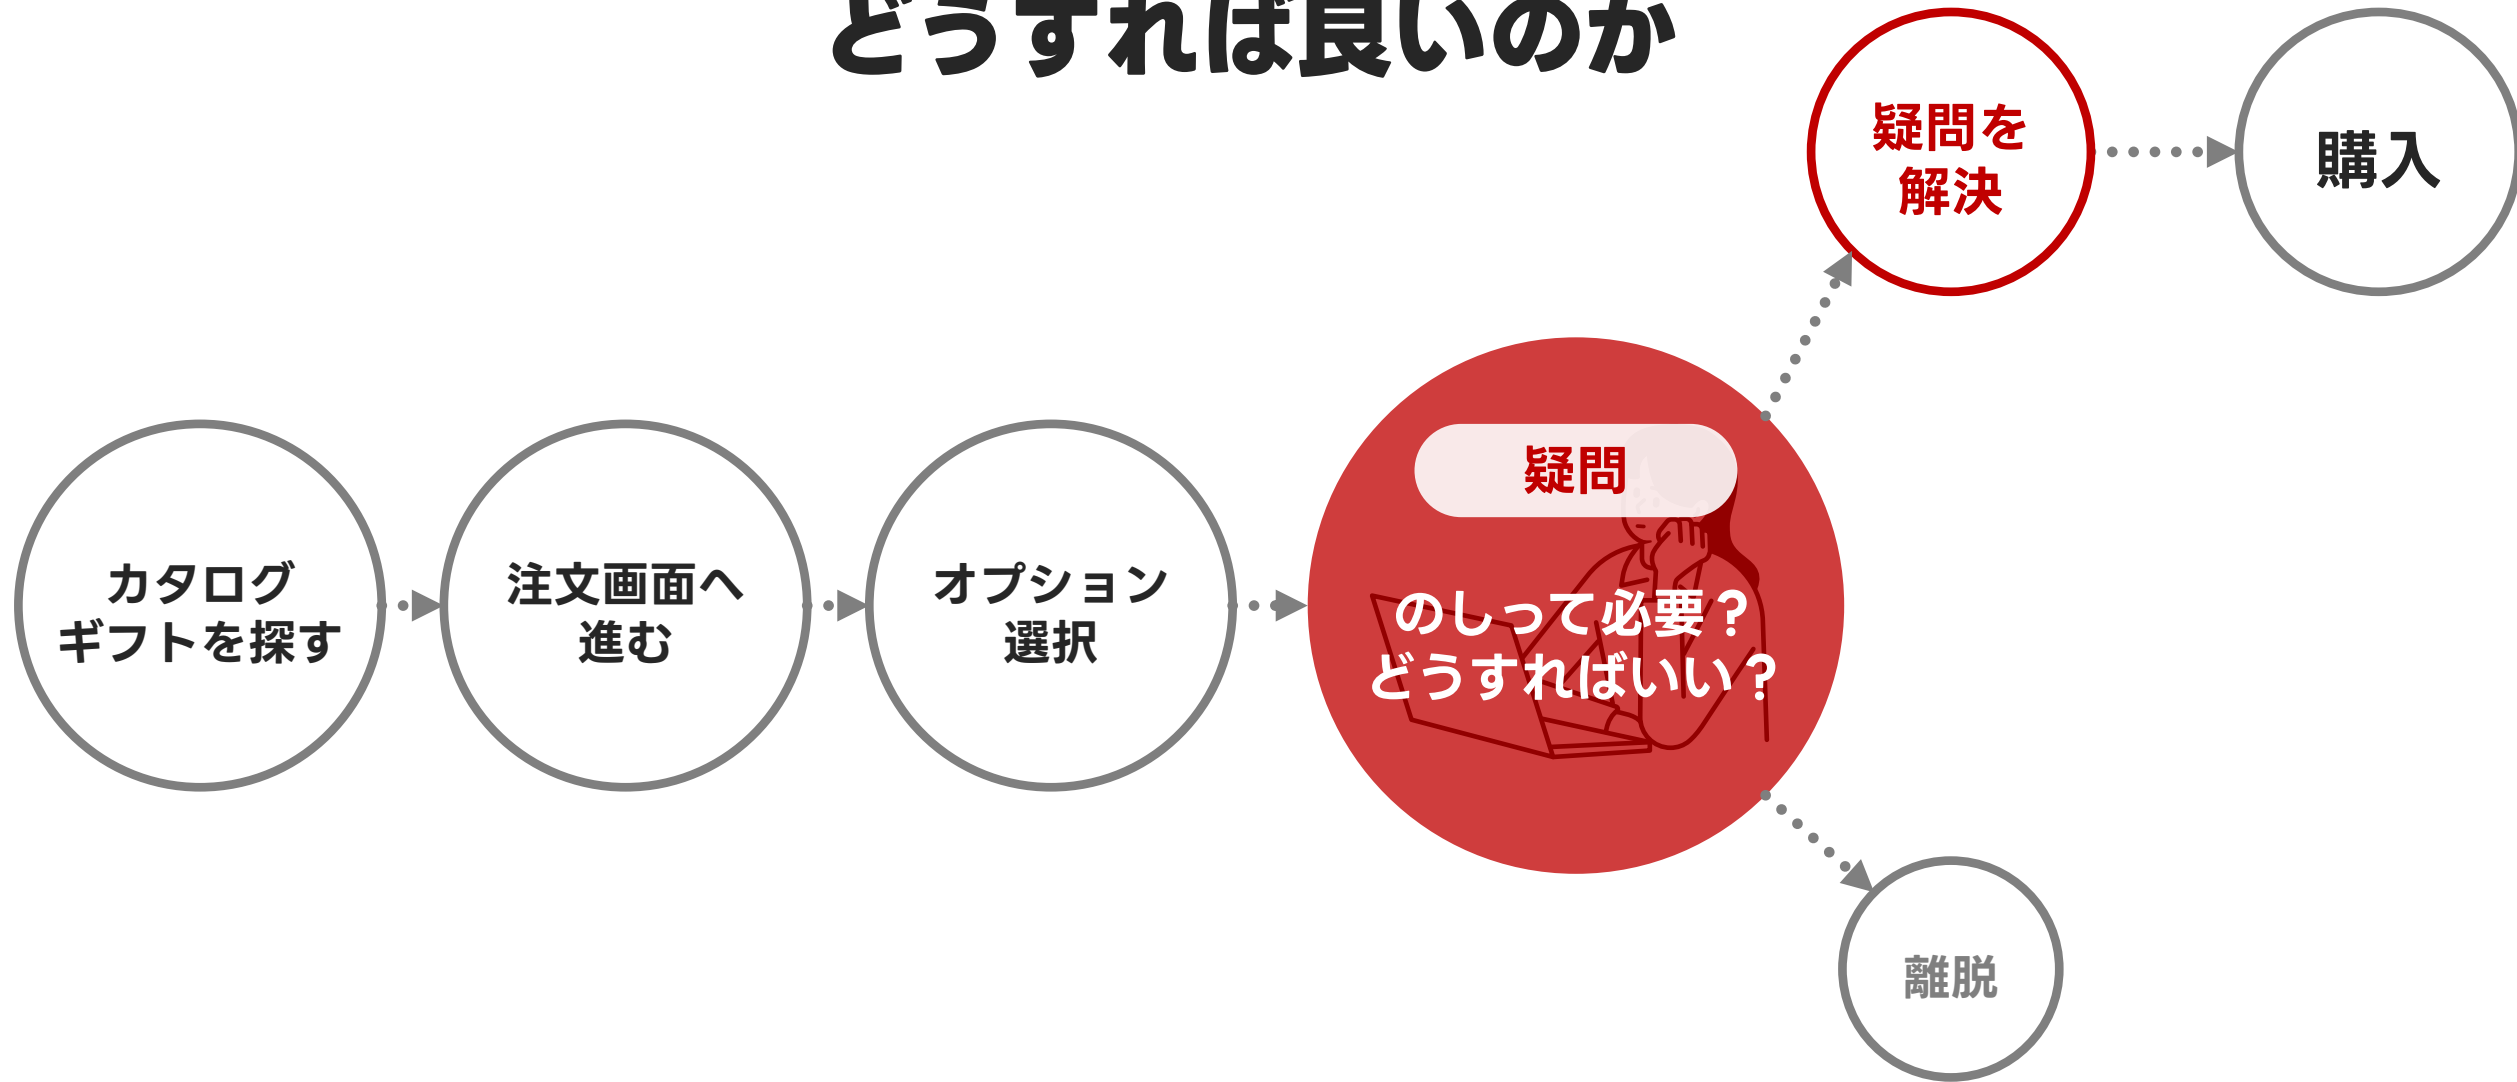 どうすれば良いのか
カタログ
ギフトを探す
注文画面へ
進む
オプション
選択
疑問
のしって必要？
どうすればいい？
疑問を
解決
購入
離脱